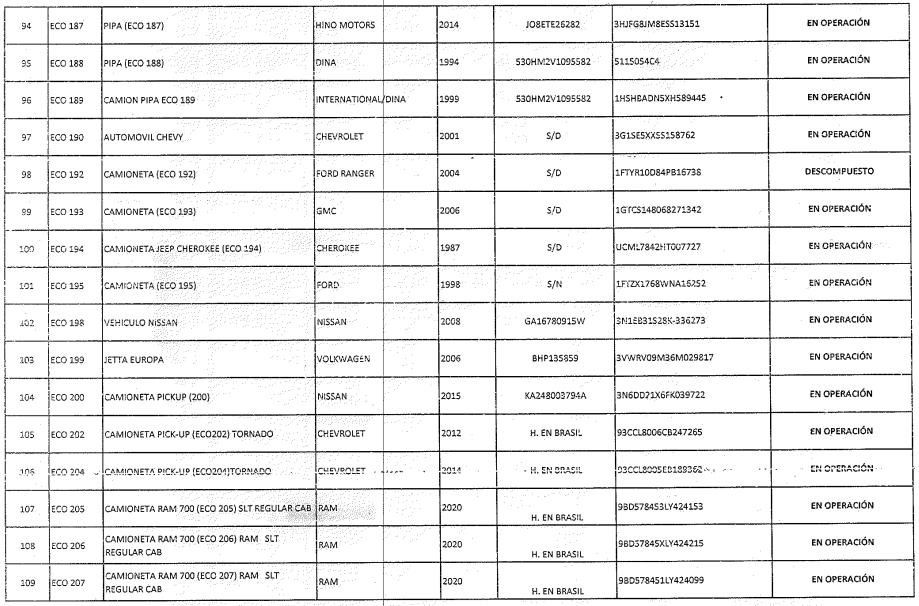 94 ECO 187 PIPA (ECO 187) HINO MOTORS 2014 JO8ETE26282 3HJFG8JM8ESS13151 EN OPERACIÓN
95 ECO 188 PIPA (ECO 188) DINA 1994 530HM2V1095582 5115054C4 EN OPERACIÓN
96 ECO 189 CAMION PIPA ECO 189 INTERNATIONAL/DINA 1999 530HM2V1095582 1HSHBADN5XH589445 EN OPERACIÓN
97 ECO 190 AUTOMOVIL CHEVY CHEVROLET 2001 S/D 3G1SE5XX5S158762 EN OPERACIÓN
98 ECO 192 CAMIONETA (ECO 192) FORD RANGER 2004 S/D 1FTYR10D84PB16738 DESCOMPUESTO
99 ECO 193 CAMIONETA (ECO 193) GMC 2006 S/D 1GTCS148068271342 EN OPERACIÓN
100 ECO 194 CAMIONETA JEEP CHEROKEE (ECO 194) CHEROKEE 1987 S/D UCML7842HT007727 EN OPERACIÓN
101 ECO 195 CAMIONETA (ECO 195) FORD 1998 S/N 1FYZX1768WNA16252 EN OPERACIÓN
102 ECO 198 VEHICULO NISSAN NISSAN 2008 GA16780915W 3N1EB31S28K-336273 EN OPERACIÓN
103 ECO 199 JETTA EUROPA VOLKWAGEN 2006 BHP135859 3VWRV09M36M029817 EN OPERACIÓN
104 ECO 200 CAMIONETA PICKUP (200) NISSAN 2015 KA248003794A 3N6DD21X6FK039722 EN OPERACIÓN
105 ECO 202 CAMIONETA PICK-UP (ECO202) TORNADO CHEVROLET 2012 H. EN BRASIL 93CCL8006CB247265 EN OPERACIÓN
106 ECO 204 CAMIONETA PICK-UP (ECO204)TORNADO CHEVROLET 2014 H. EN BRASIL 93CCL8005EB189362 EN OPERACIÓN
107 ECO 205 CAMIONETA RAM 700 (ECO 205) SLT REGULAR CAB RAM 2020 H. EN BRASIL 9BD578453LY424153 EN OPERACIÓN
108 ECO 206 CAMIONETA RAM 700 (ECO 206) RAM SLT
REGULAR CAB RAM 2020 H. EN BRASIL 9BD57845XLY424215 EN OPERACIÓN
109 ECO 207 CAMIONETA RAM 700 (ECO 207) RAM SLT
REGULAR CAB RAM 2020 H. EN BRASIL 9BD578451LY424099 EN OPERACIÓN